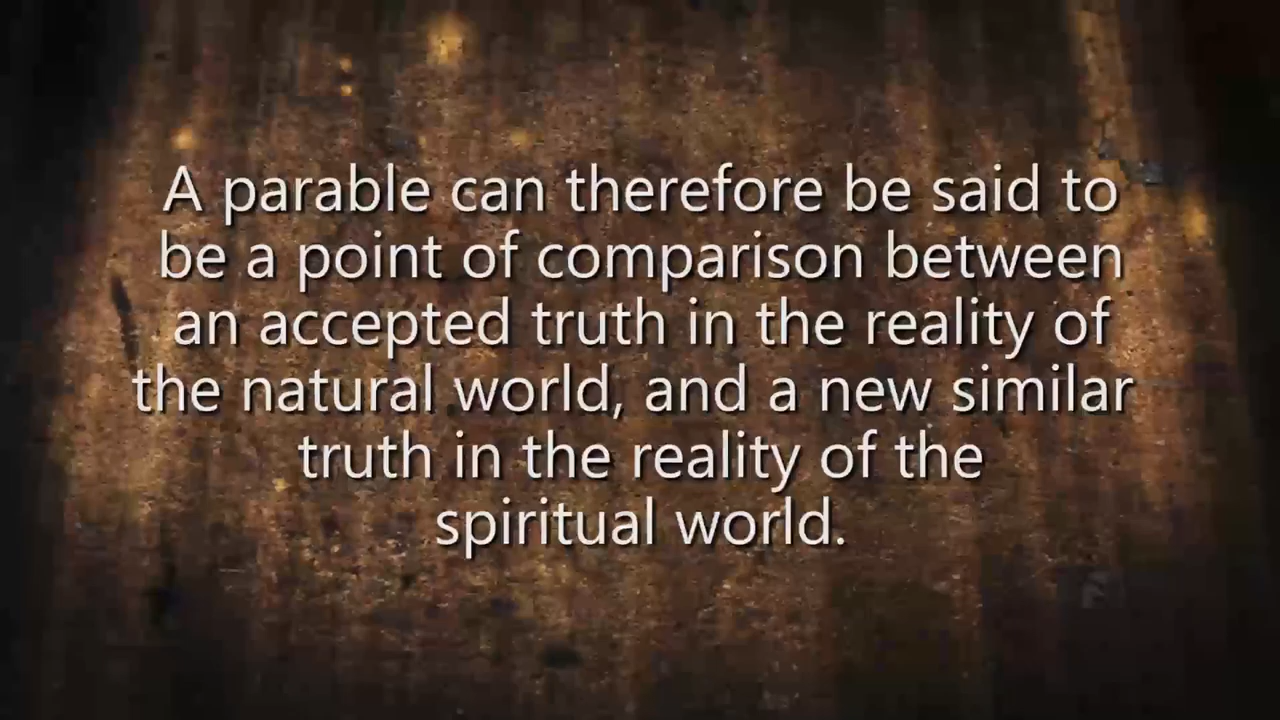 A parable can therefore be said to
be a point of comparison between
an accepted truth in the reality of
the natural world, and a new similar
truth in the reality of the
spiritual world.